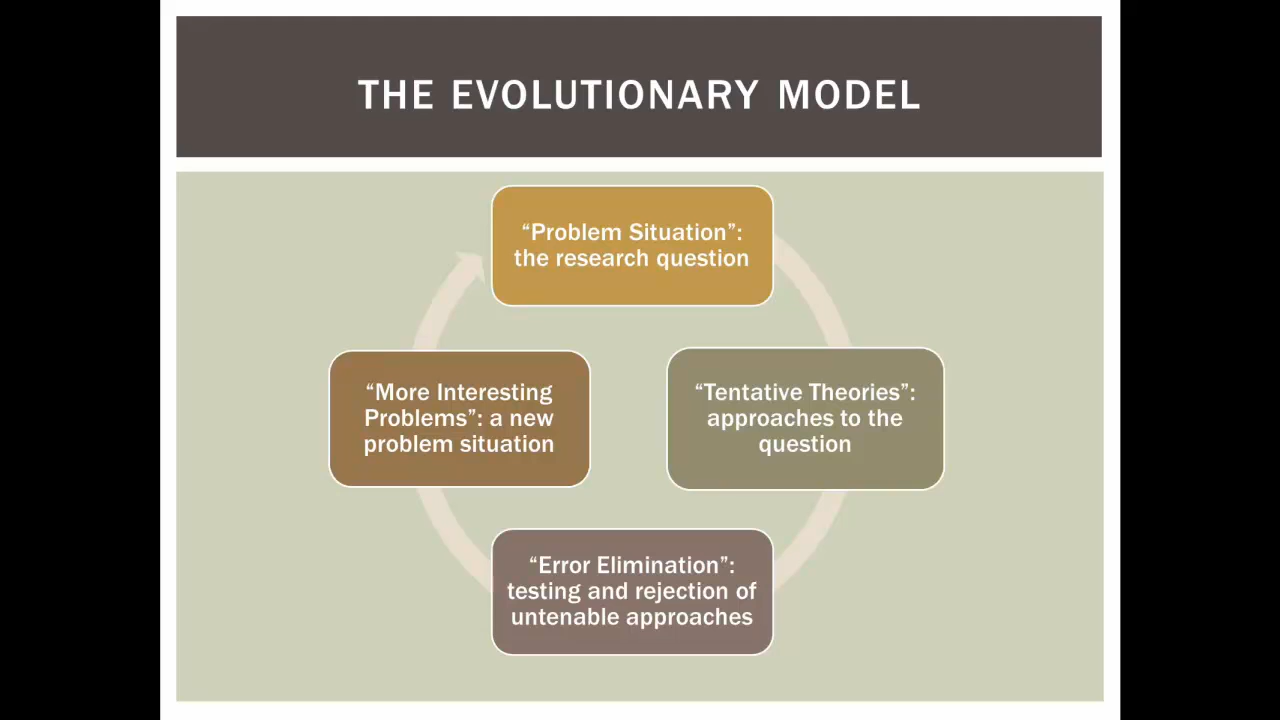 THE EVOLUTIONARY MODEL
“Problem Situation”:
the research question
“Tentative Theories”:
approaches to the
question
“Error Elimination”:
testing and rejection of
untenable approaches
“More Interesting
Problems”: a new
problem situation